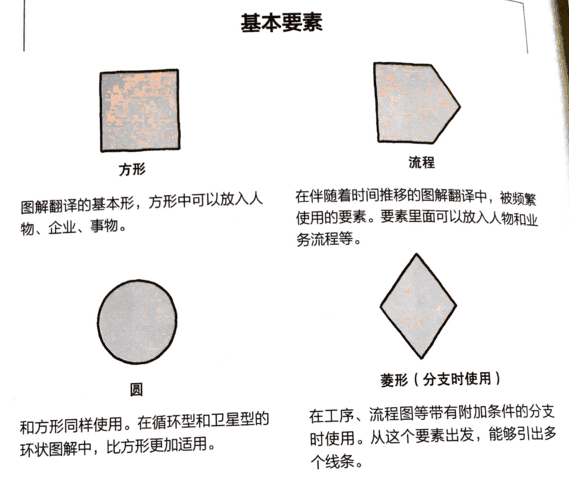 基本要素
方形
图解翻译的基本形，方形中可以放入人
物、企业、事物。
流程
在伴随着时间推移的图解翻译中，被频繁
使用的要素。要素里面可以放入人物和业
务流程等。
圆
和方形同样使用。在循环型和卫星型的
环状图解中，比方形更加适用。
菱形（分支时使用）
在工序、流程图等带有附加条件的分支
时使用。从这个要素出发，能够引出多
个线条。